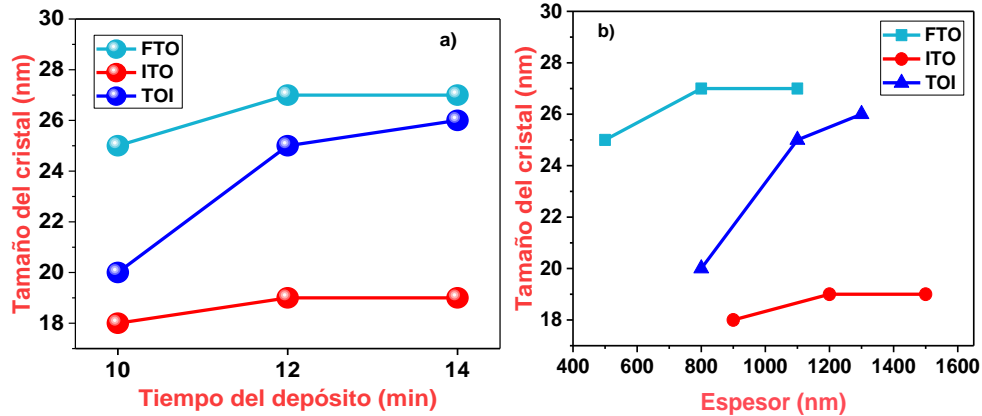 a)
FTO
ITO
TOI
Tamaño del cristal (nm)
30
28
26
24
22
20
18
10
12
14
Tiempo del depósito (min)
b)
FTO
ITO
TOI
Tamaño del cristal (nm)
30
28
26
24
22
20
18
400
600
800
1000
1200
1400
1600
Espesor (nm)